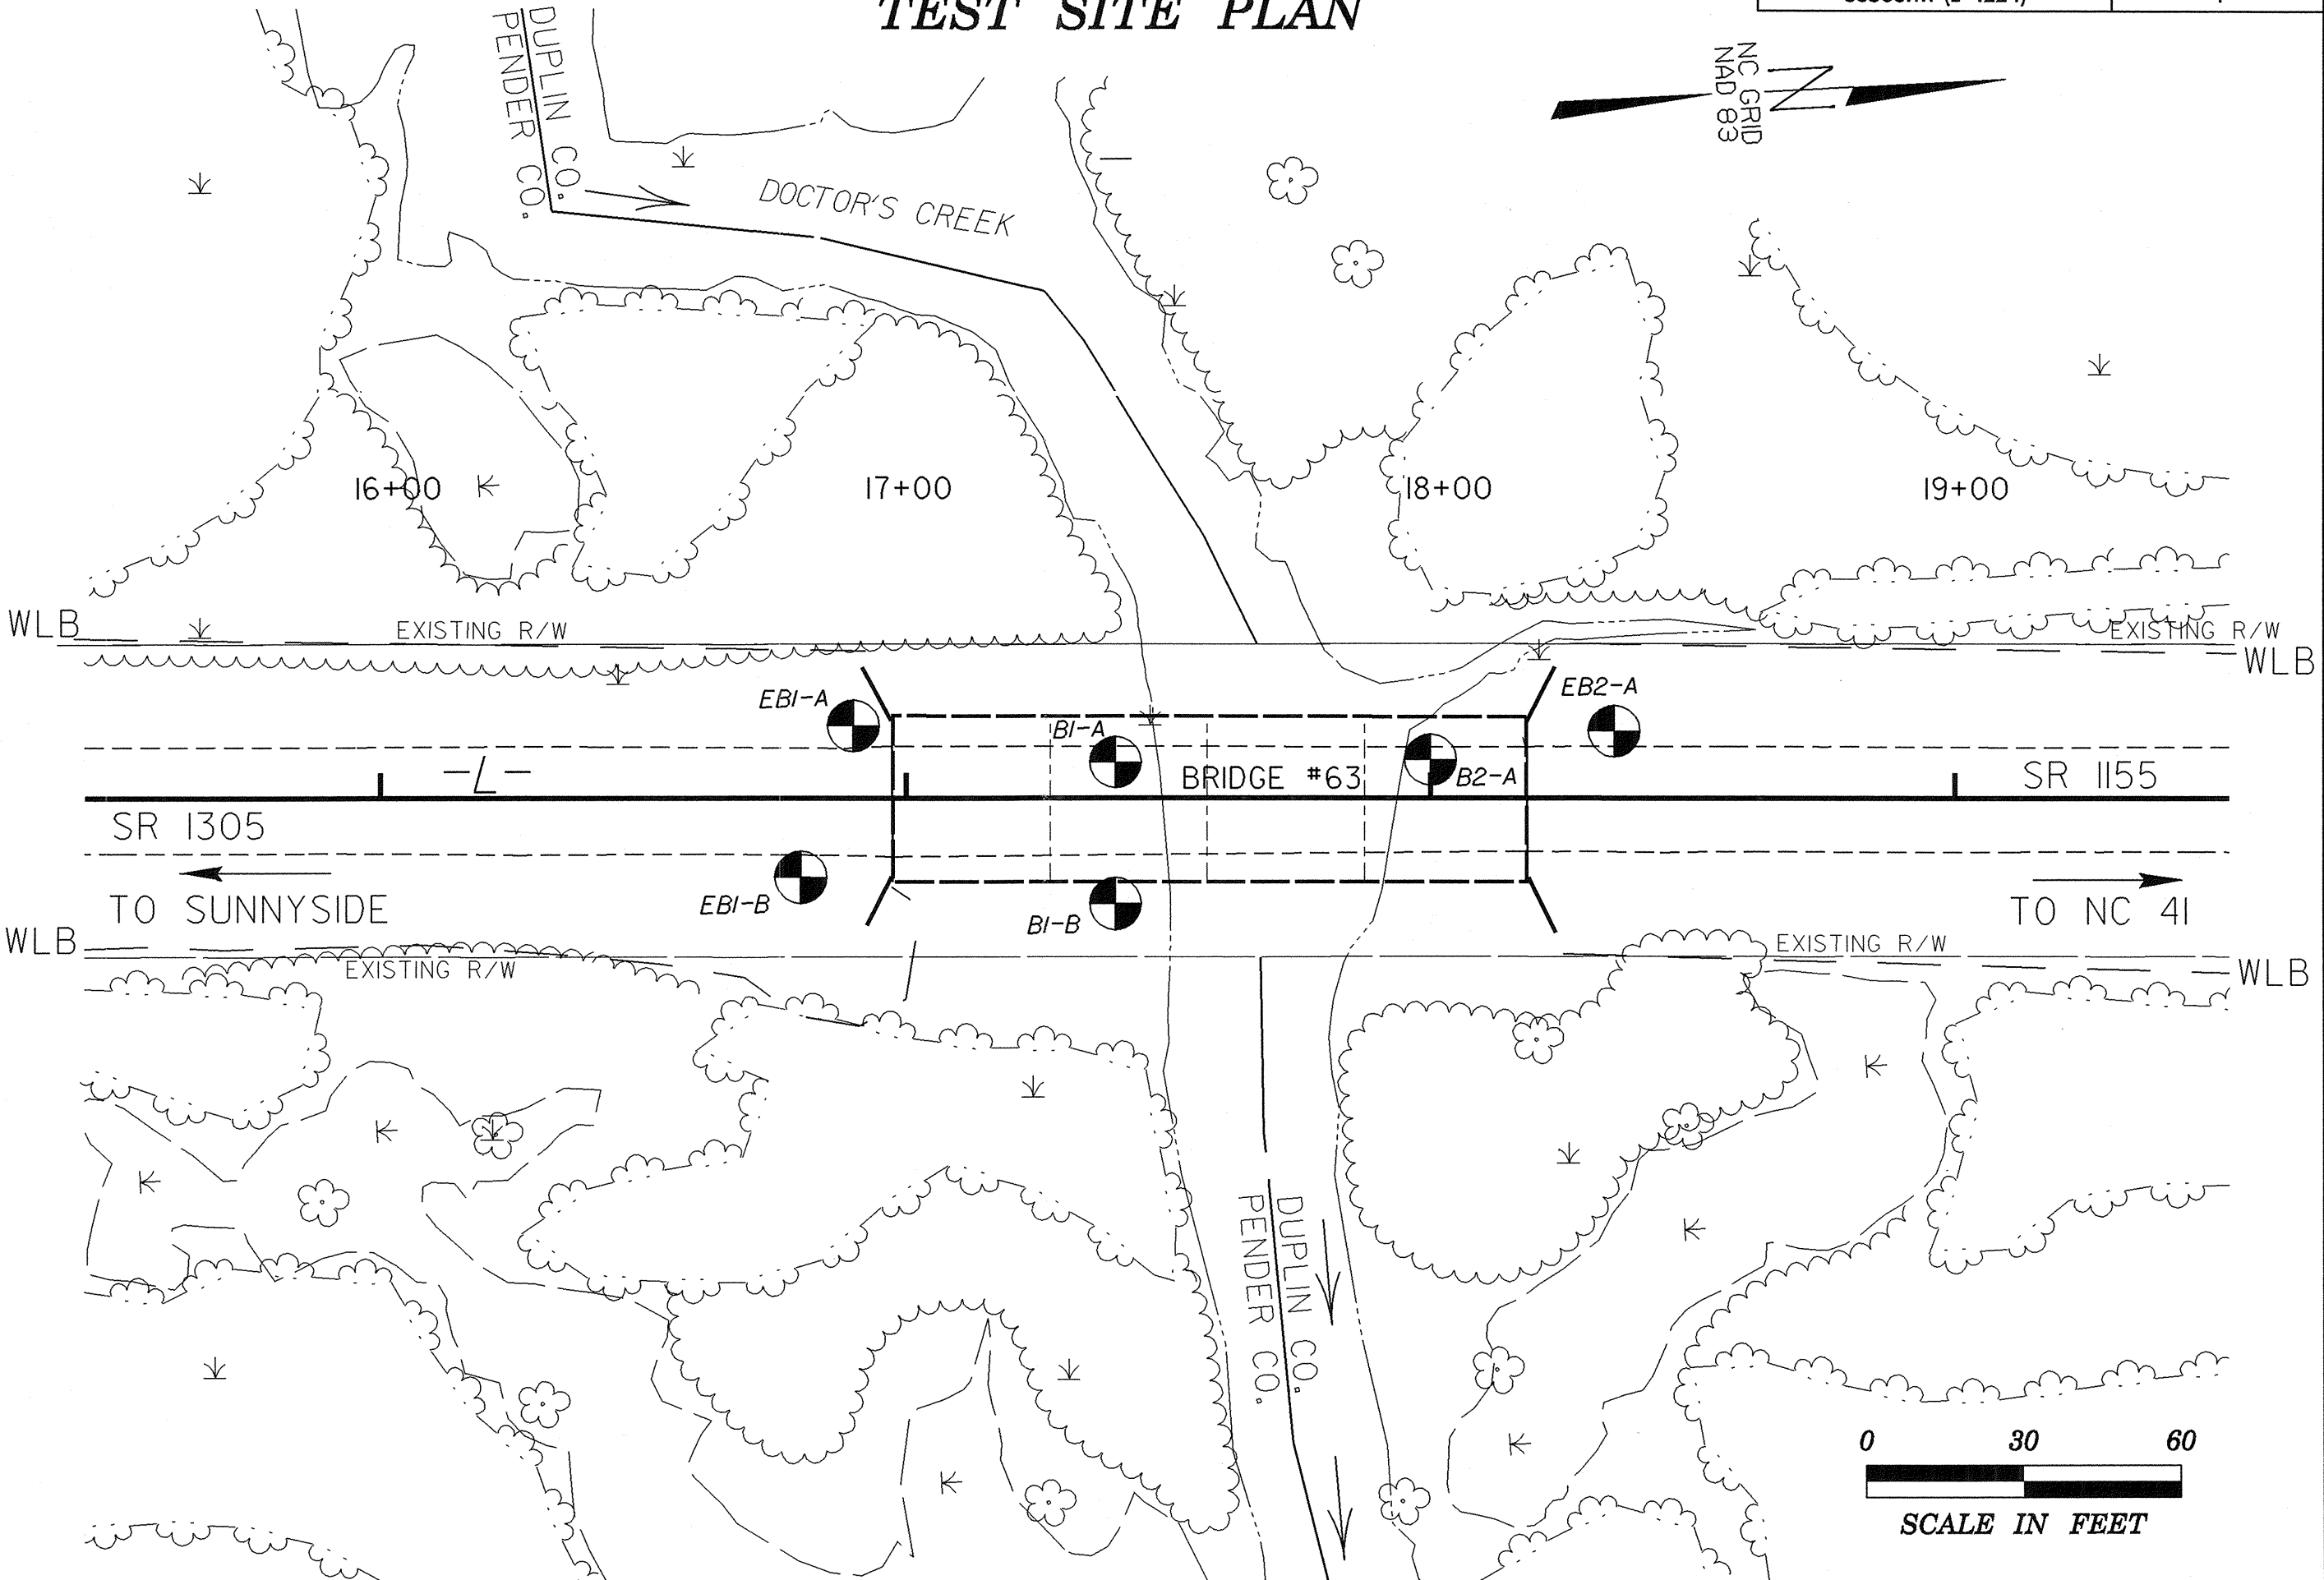 TEST SITE PLAN
DUPLIN CO.
PENDER CO.
NC GRID
NAD 83
N
DOCTOR'S CREEK
16+00
17+00
18+00
19+00
WLB
EXISTING R/W
EXISTING R/W
WLB
EB1-A
EB2-A
B1-A
BRIDGE #63
B2-A
-L-
SR 1155
SR 1305
TO SUNNYSIDE
EB1-B
B1-B
TO NC 41
WLB
EXISTING R/W
EXISTING R/W
WLB
DUPLIN CO.
PENDER CO.
0 30 60
SCALE IN FEET